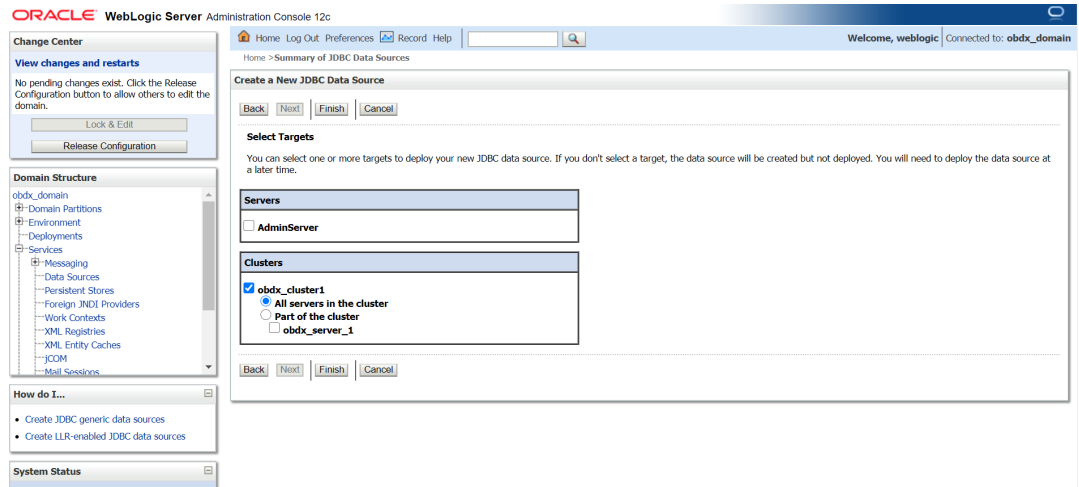 ORACLE WebLogic Server Administration Console 12c
Change Center
View changes and restarts
No pending changes exist. Click the Release
Configuration button to allow others to edit the
domain.
Lock & Edit
Release Configuration
Domain Structure
obdx_domain
Domain Partitions
Environment
Deployments
Services
Messaging
Data Sources
Persistent Stores
Foreign JNDI Providers
Work Contexts
XML Registries
XML Entity Caches
jCOM
Mail Sessions
How do I...
Create JDBC generic data sources
Create LLR-enabled JDBC data sources
System Status
Home Log Out Preferences Record Help
Welcome, weblogic Connected to: obdx_domain
Home >Summary of JDBC Data Sources
Create a New JDBC Data Source
Back Next Finish Cancel
Select Targets
You can select one or more targets to deploy your new JDBC data source. If you don't select a target, the data source will be created but not deployed. You will need to deploy the data source at
a later time.
Servers
AdminServer
Clusters
obdx_cluster1
All servers in the cluster
Part of the cluster
obdx_server_1
Back Next Finish Cancel